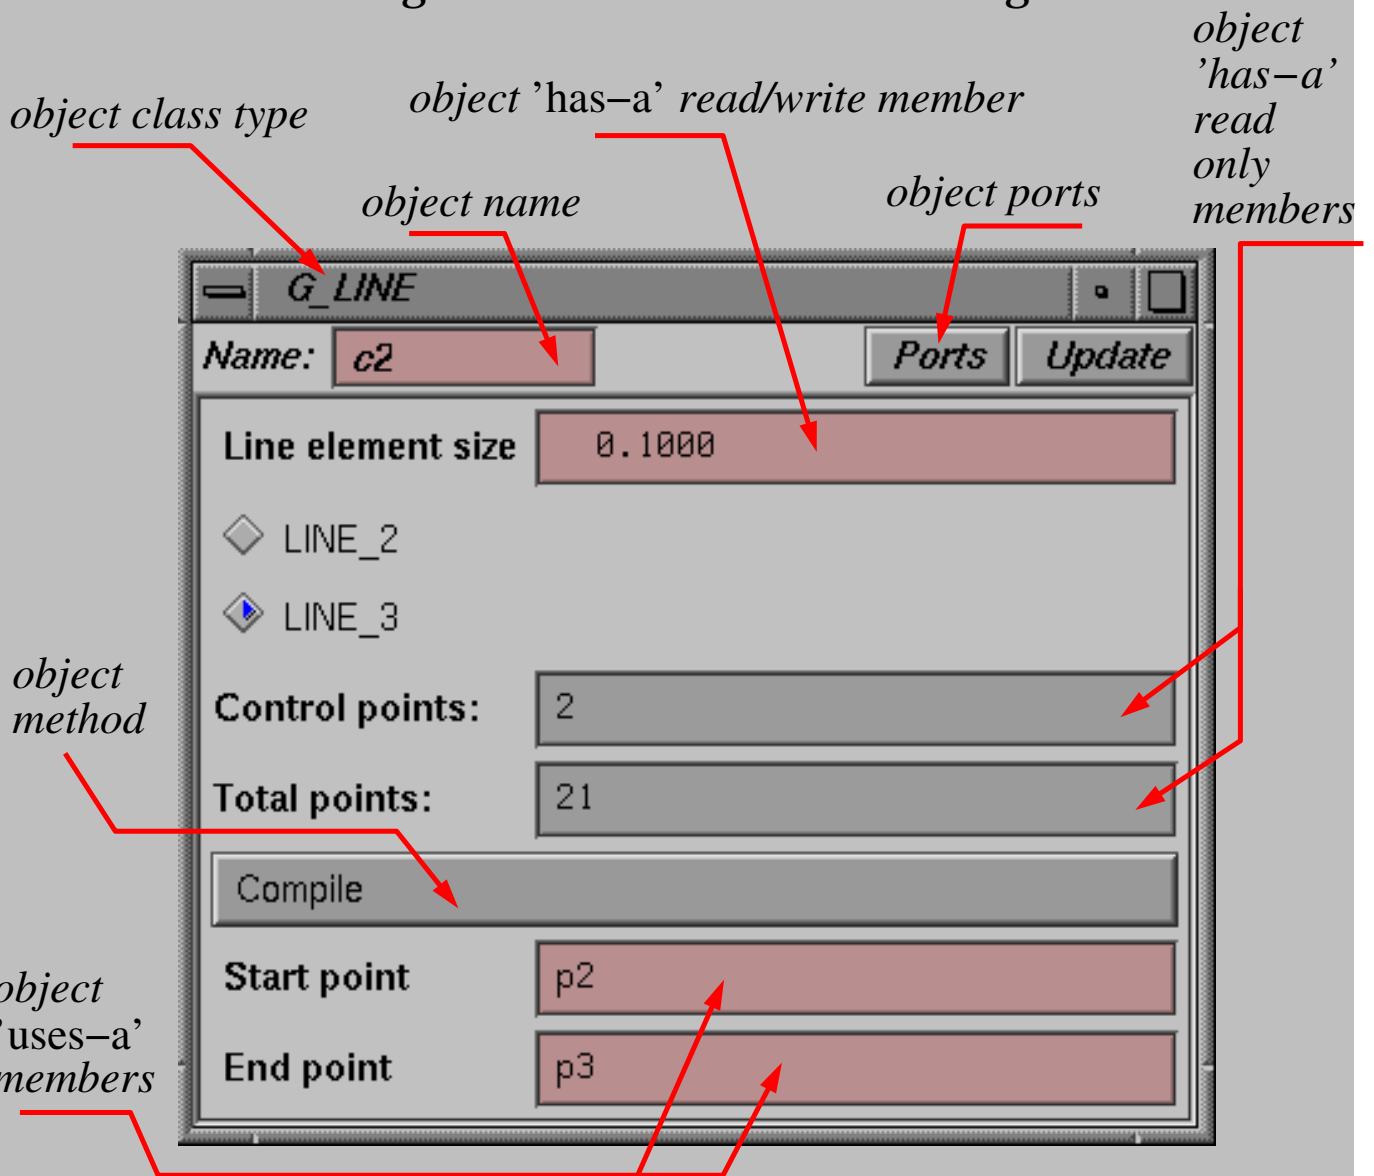 object
'has−a'
read
only
members
object class type
object 'has−a' read/write member
object name
object ports
G_LINE
Name: c2 Ports Update
Line element size 0.1000
LINE_2
LINE_3
object
method
Control points: 2
Total points: 21
Compile
Start point p2
object
'uses−a'
members
End point p3